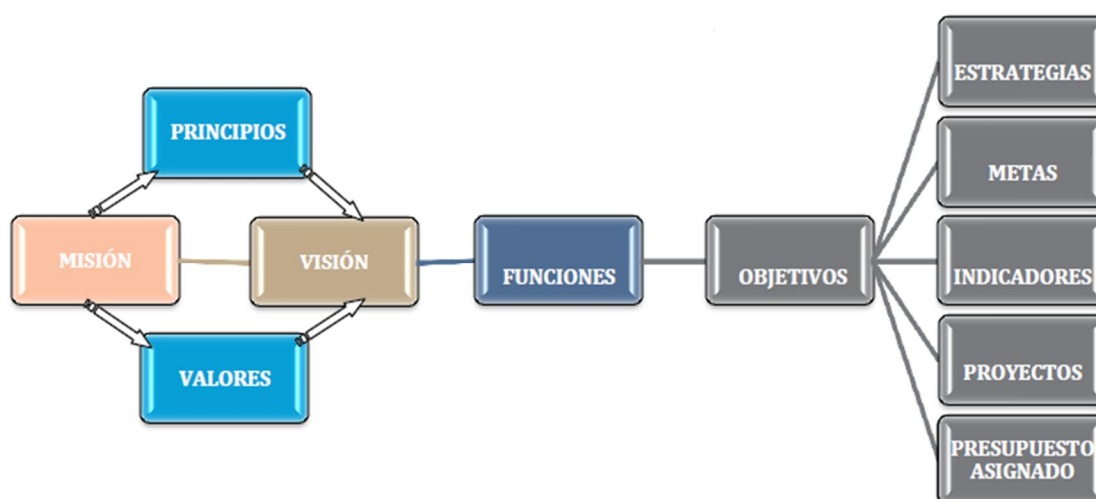 PRINCIPIOS
MISIÓN
VISIÓN
VALORES
FUNCIONES
OBJETIVOS
ESTRATEGIAS
METAS
INDICADORES
PROYECTOS
PRESUPUESTO
ASIGNADO